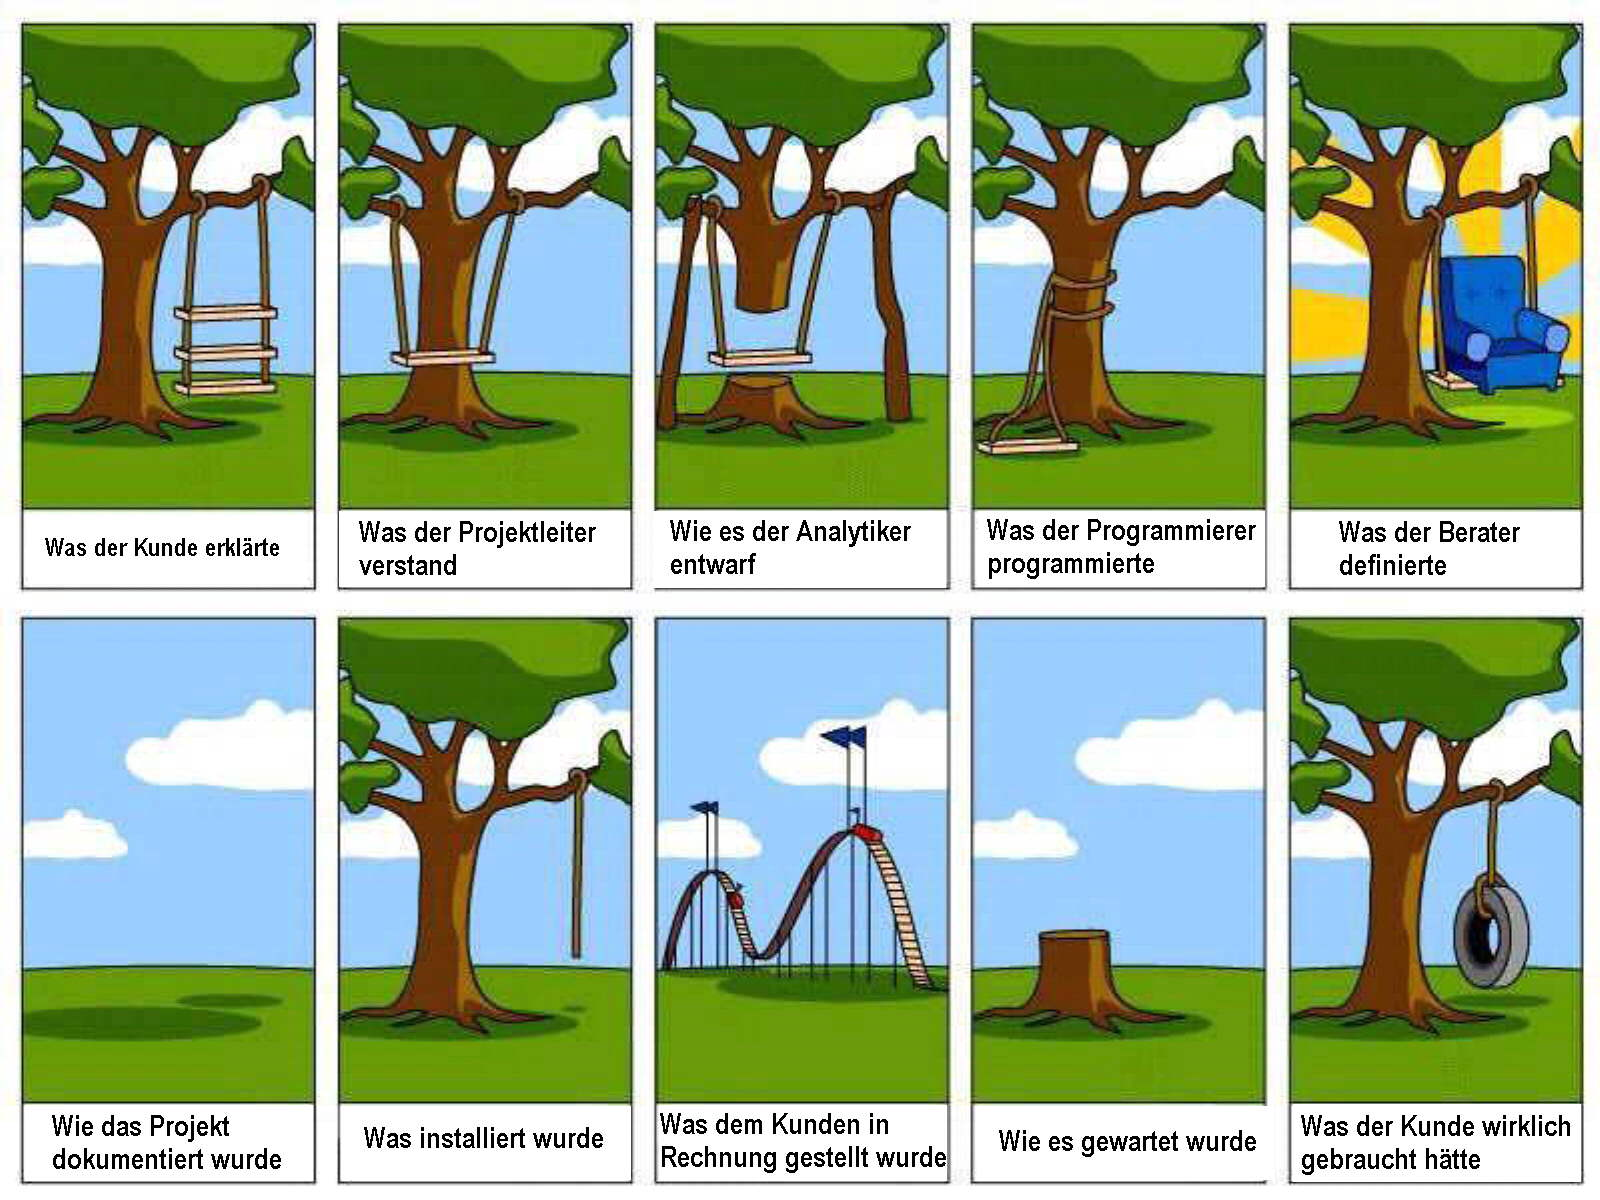 Was der Kunde erklärte
Was der Projektleiter
verstand
Wie es der Analytiker
entwarf
Was der Programmierer
programmierte
Was der Berater
definierte
Wie das Projekt
dokumentiert wurde
Was installiert wurde
Was dem Kunden in
Rechnung gestellt wurde
Wie es gewartet wurde
Was der Kunde wirklich
gebraucht hätte